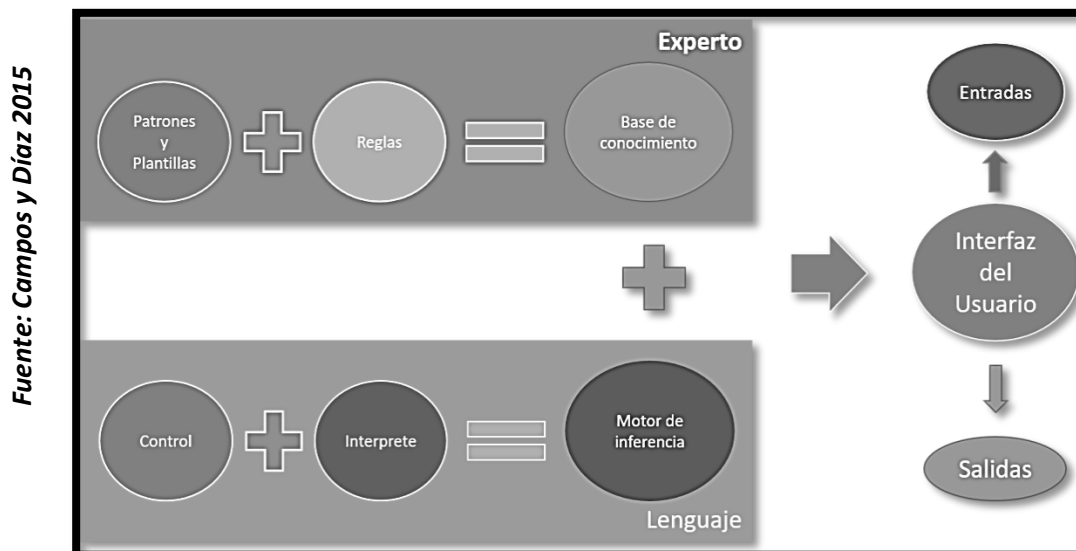 Fuente: Campos y Díaz 2015
Experto
Patrones
y
Plantillas
Reglas
Base de
conocimiento
Entradas
Interfaz
del
Usuario
Control
Interprete
Motor de
inferencia
Lenguaje
Salidas